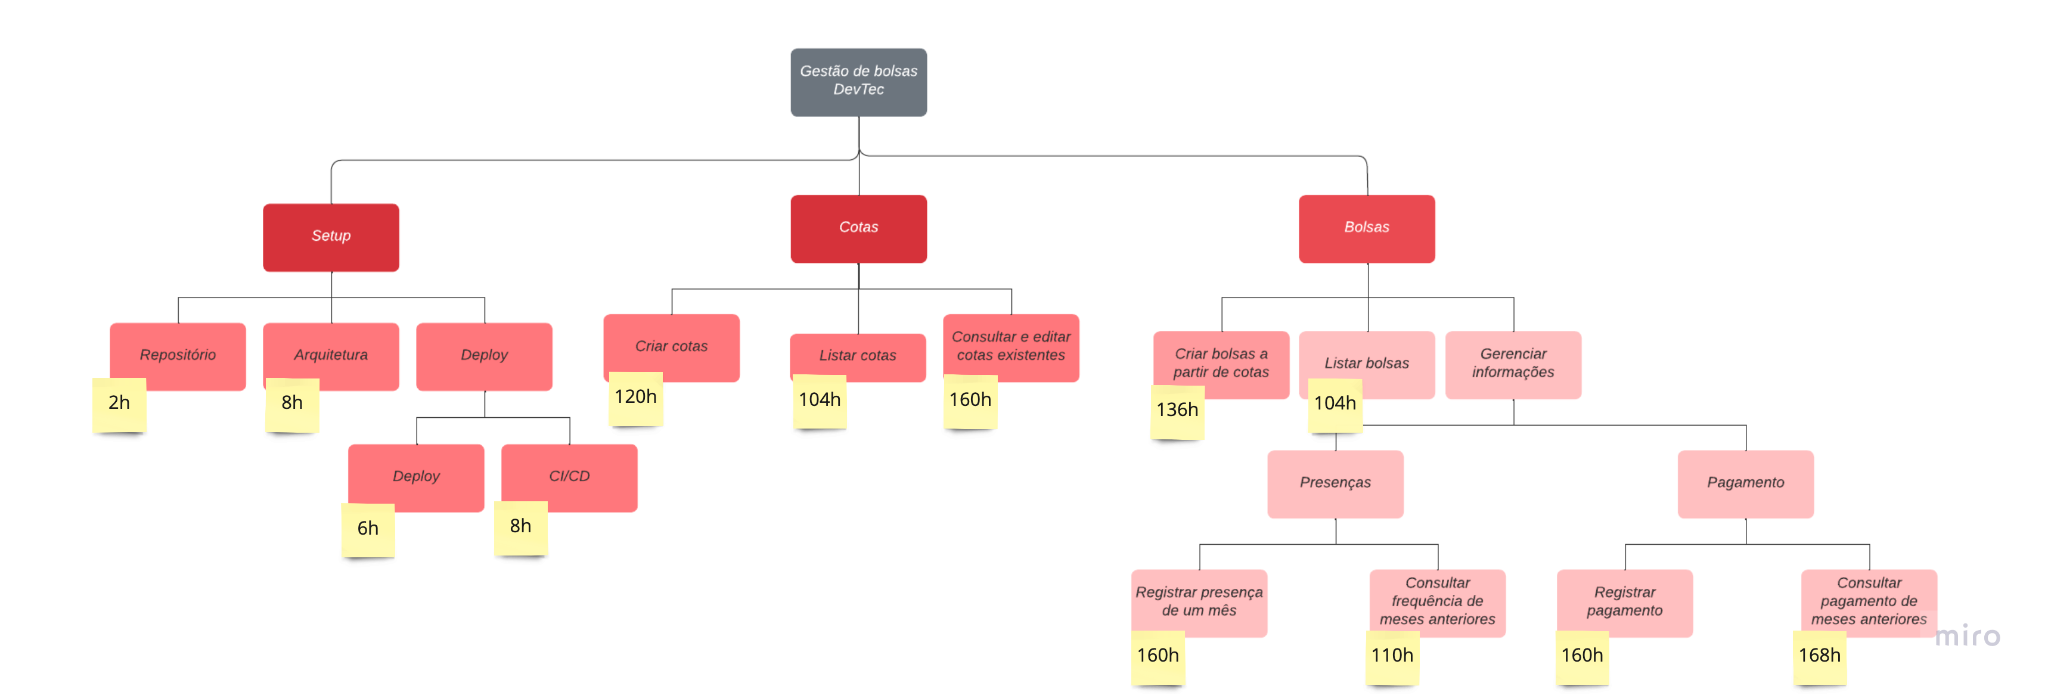 Gestão de bolsas
DevTec
Setup
Cotas
Bolsas
Repositório
Arquitetura
Deploy
Criar cotas
Listar cotas
Consultar e editar
cotas existentes
Criar bolsas a
partir de cotas
Listar bolsas
Gerenciar
informações
2h
8h
120h
104h
160h
136h
104h
Deploy
CI/CD
6h
8h
Presenças
Pagamento
Registrar presença
de um mês
Consultar
frequência de
meses anteriores
Registrar
pagamento
Consultar
pagamento de
meses anteriores
160h
110h
160h
168h
miro